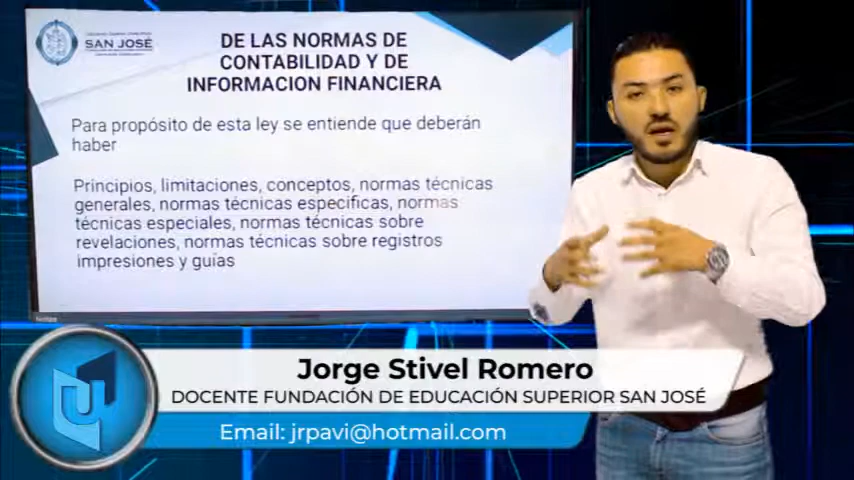 SAN JOSÉ
DE LAS NORMAS DE
CONTABILIDAD Y DE
INFORMACION FINANCIERA
Para propósito de esta ley se entiende que deberán
haber
Principios, limitaciones, conceptos, normas técnicas
generales, normas técnicas especificas, normas
técnicas especiales, normas técnicas sobre
revelaciones, normas técnicas sobre registros
impresiones y guías
Jorge Stivel Romero
DOCENTE FUNDACIÓN DE EDUCACIÓN SUPERIOR SAN JOSÉ
Email: jrpavi@hotmail.com